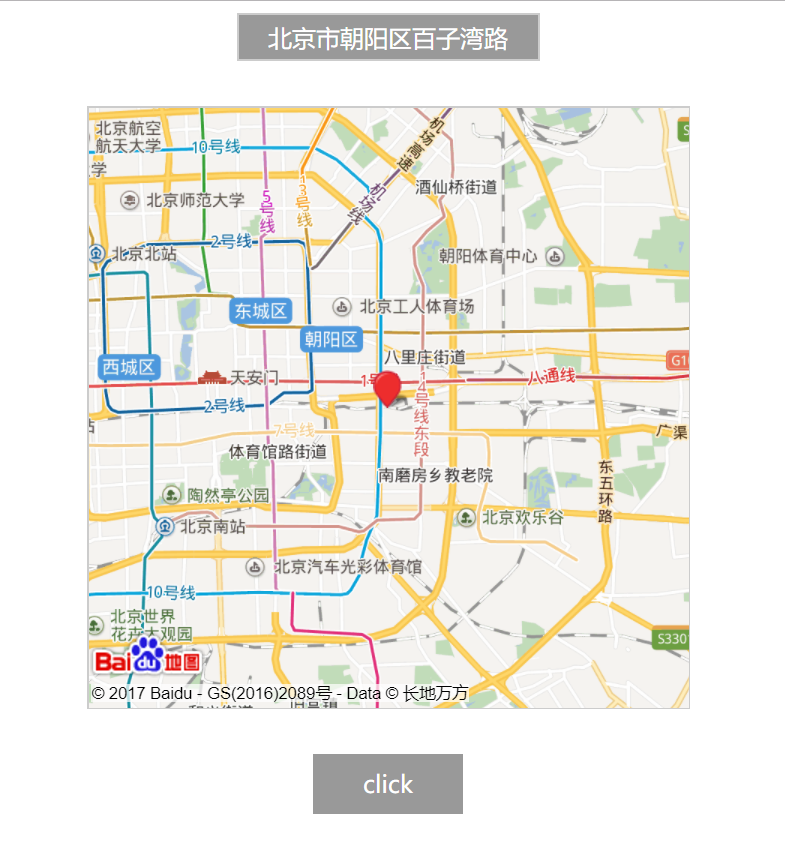 北京市朝阳区百子湾路
北京航空
航天大学
学
10号线
机场高速
酒仙桥街道
S
北京师范大学
5号线
13号线
机场线
2号线
北京北站
朝阳体育中心
东城区
北京工人体育场
朝阳区
八里庄街道
西城区
天安门
1号
八通线
G1
2号线
14号线东段
7号线
广渠
体育馆路街道
南磨房乡教老院
东五环路
陶然亭公园
北京南站
北京欢乐谷
北京汽车光彩体育馆
10号线
北京世界
花卉大观园
S330
Bai du 地图
© 2017 Baidu - GS(2016)2089号 - Data © 长地万方
click